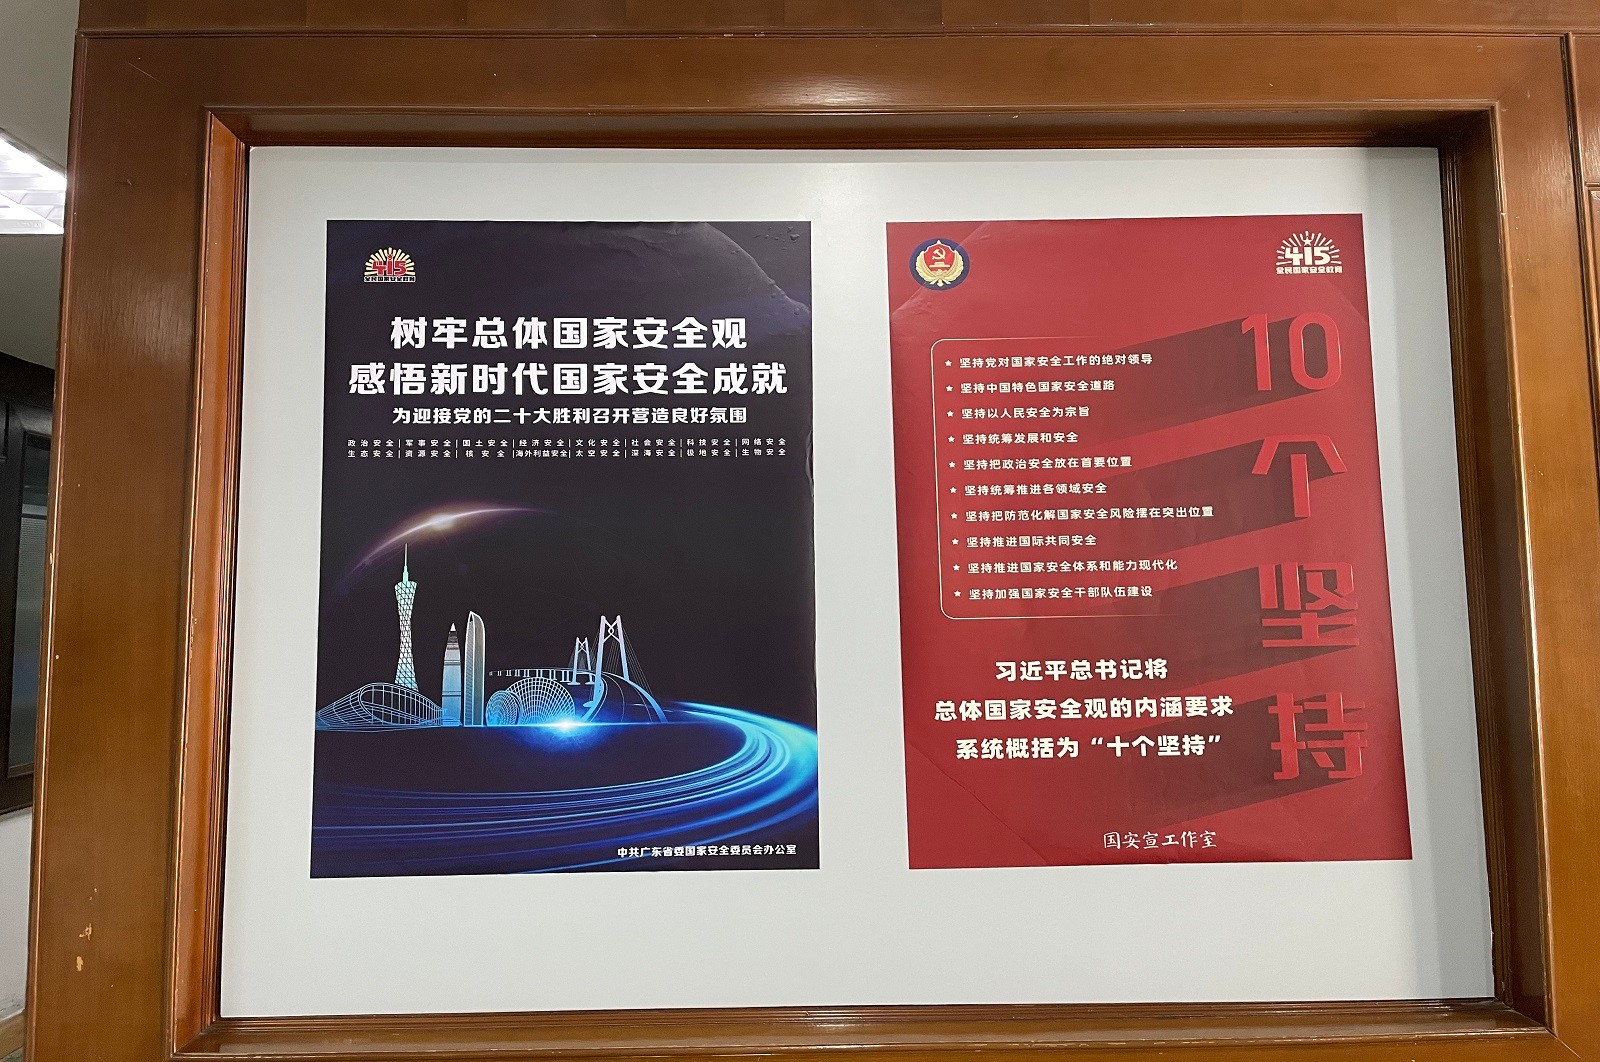 415
全民国家安全教育
树牢总体国家安全观
感悟新时代国家安全成就
为迎接党的二十大胜利召开营造良好氛围
政治安全|军事安全|国土安全|经济安全|文化安全|社会安全|科技安全|网络安全
生态安全|资源安全|核安全|海外利益安全|太空安全|深海安全|极地安全|生物安全
中共广东省委国家安全委员会办公室
415
全民国家安全教育
10个坚持
坚持党对国家安全工作的绝对领导
坚持中国特色国家安全道路
坚持以人民安全为宗旨
坚持统筹发展和安全
坚持把政治安全放在首要位置
坚持统筹推进各领域安全
坚持把防范化解国家安全风险摆在突出位置
坚持推进国际共同安全
坚持推进国家安全体系和能力现代化
坚持加强国家安全干部队伍建设
习近平总书记将
总体国家安全观的内涵要求
系统概括为“十个坚持”
国安宣工作室